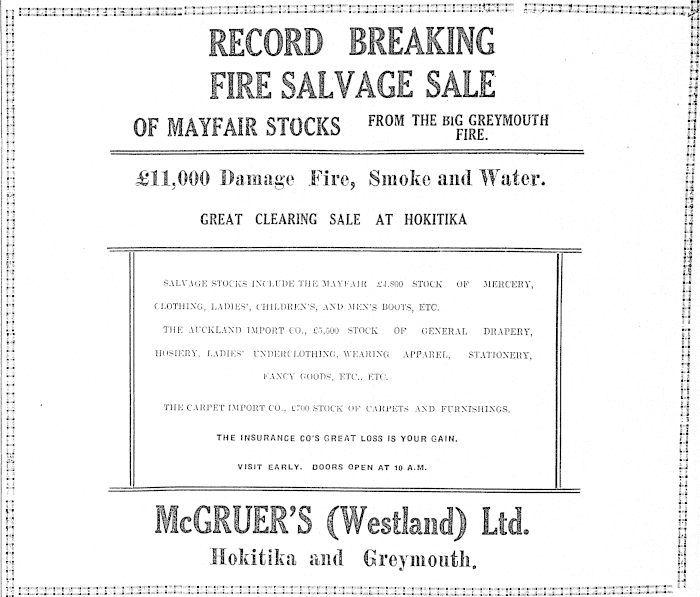 RECORD BREAKING
FIRE SALVAGE SALE
OF MAYFAIR STOCKS FROM THE BIG GREYMOUTH FIRE.
£11,000 Damage Fire, Smoke and Water.
GREAT CLEARING SALE AT HOKITIKA
SALVAGE STOCKS INCLUDE THE MAYFAIR £4,800 STOCK OF MERCERY,
CLOTHING, LADIES', CHILDREN'S, AND MEN'S BOOTS, ETC.
THE AUCKLAND IMPORT CO., £5,500 STOCK OF GENERAL DRAPERY,
HOSIERY, LADIES' UNDERCLOTHING, WEARING APPAREL, STATIONERY,
FANCY GOODS, ETC., ETC.
THE CARPET IMPORT CO., £700 STOCK OF CARPETS AND FURNISHINGS.
THE INSURANCE CO'S GREAT LOSS IS YOUR GAIN.
VISIT EARLY. DOORS OPEN AT 10 A.M.
McGRUER'S (Westland) Ltd.
Hokitika and Greymouth.